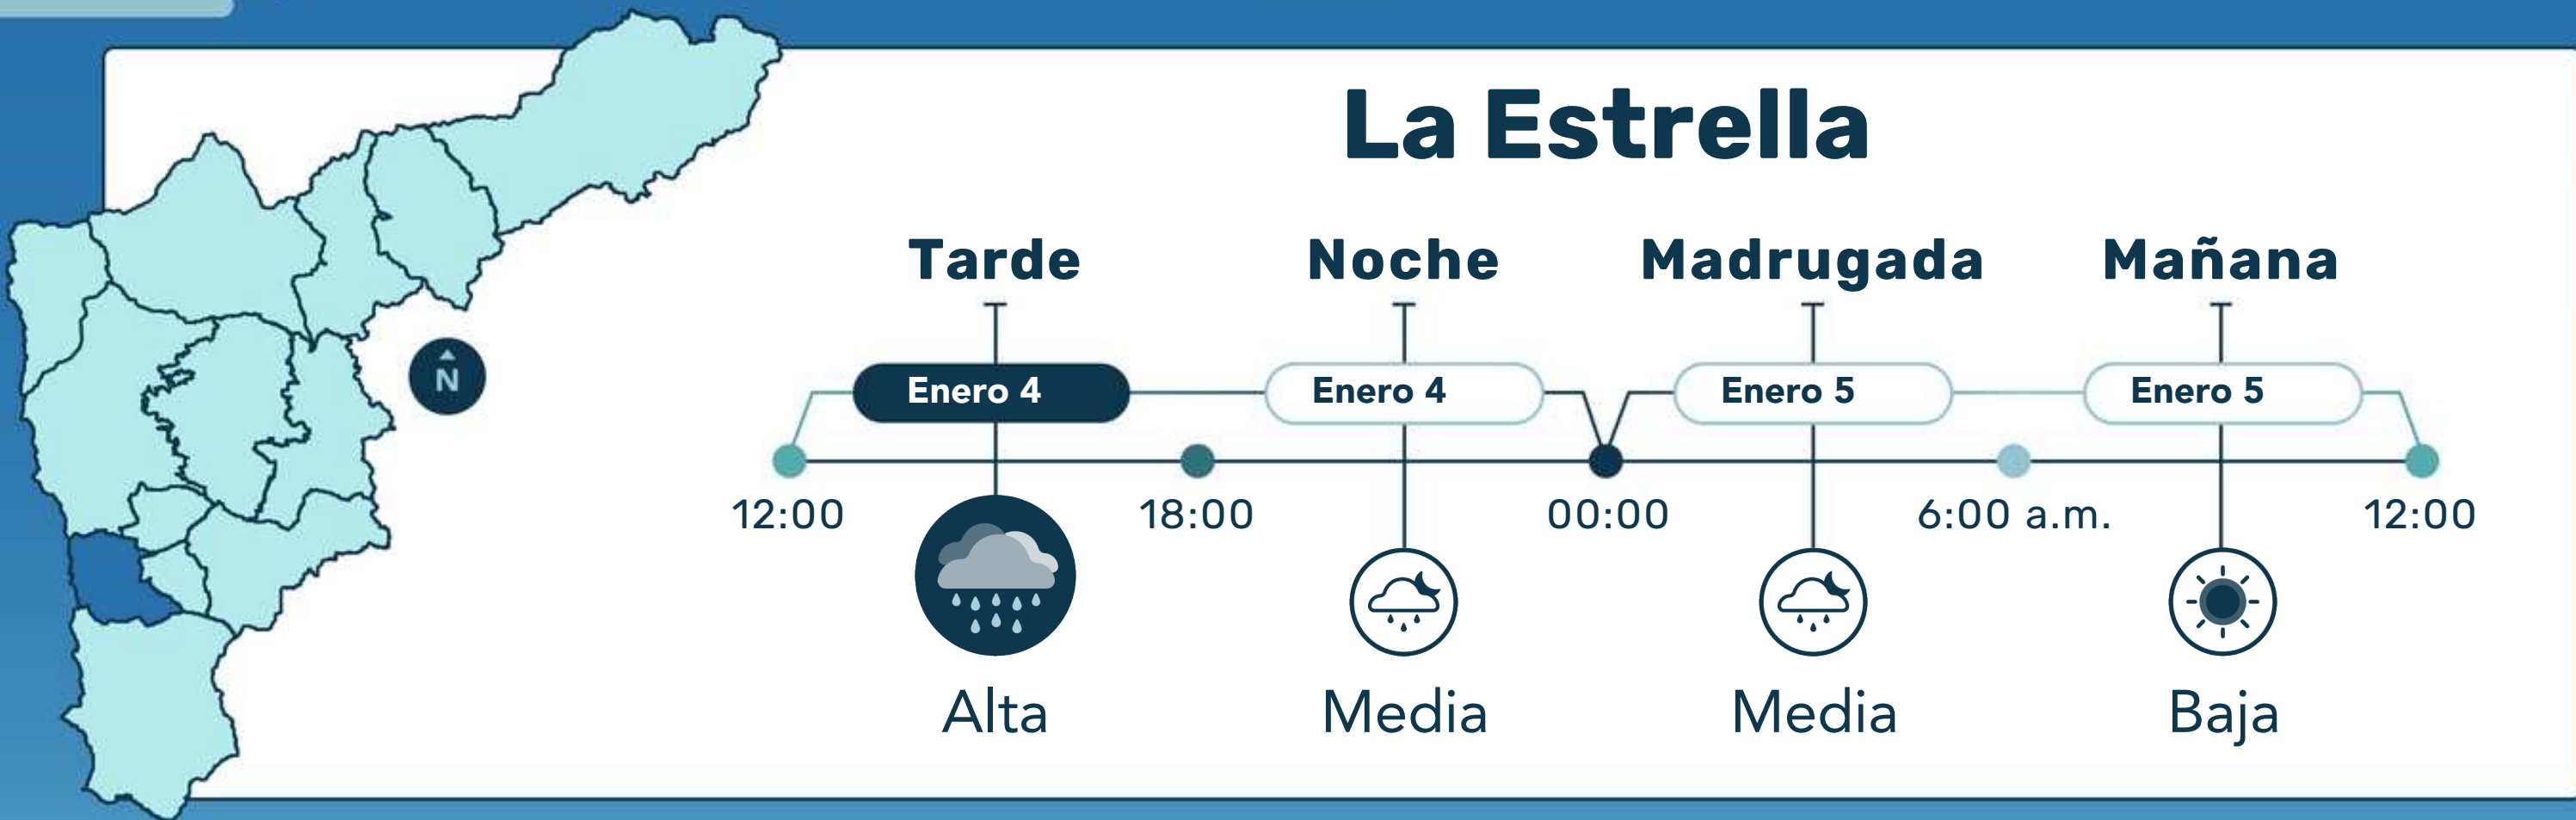 La Estrella
Tarde Noche Madrugada Mañana
Enero 4 Enero 4 Enero 5 Enero 5
N
12:00 18:00 00:00 6:00 a.m. 12:00
Alta Media Media Baja